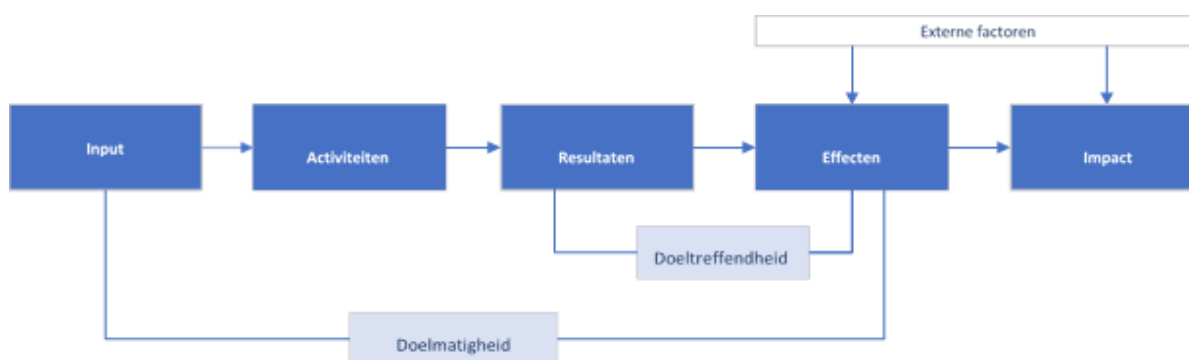 Externe factoren
Input
Activiteiten
Resultaten
Effecten
Impact
Doeltreffendheid
Doelmatigheid